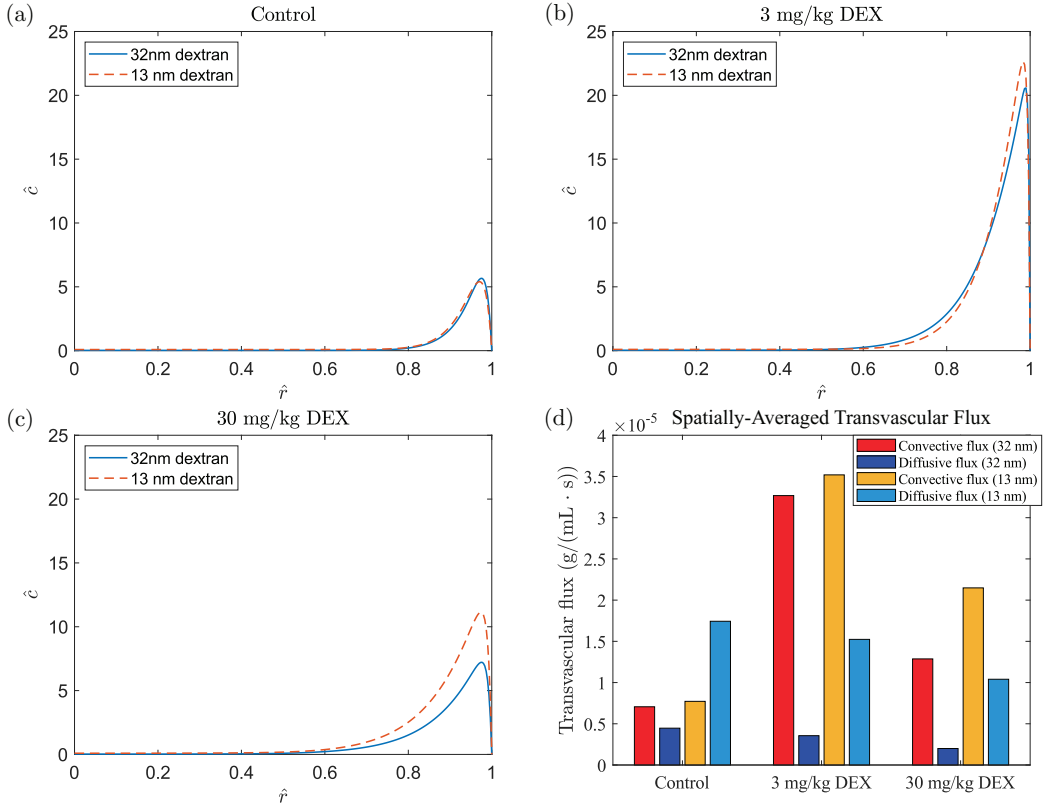 (a)
Control
25
20
15
10
5
0
ĉ
32nm dextran
13 nm dextran
0 0.2 0.4 0.6 0.8 1
r̂
(b)
3 mg/kg DEX
25
20
15
10
5
0
ĉ
32nm dextran
13 nm dextran
0 0.2 0.4 0.6 0.8 1
r̂
(c)
30 mg/kg DEX
25
20
15
10
5
0
ĉ
32nm dextran
13 nm dextran
0 0.2 0.4 0.6 0.8 1
r̂
(d)
Spatially-Averaged Transvascular Flux
×10⁻⁵
4
3.5
3
2.5
2
1.5
1
0.5
0
Transvascular flux (g/(mL · s))
Convective flux (32 nm)
Diffusive flux (32 nm)
Convective flux (13 nm)
Diffusive flux (13 nm)
Control 3 mg/kg DEX 30 mg/kg DEX